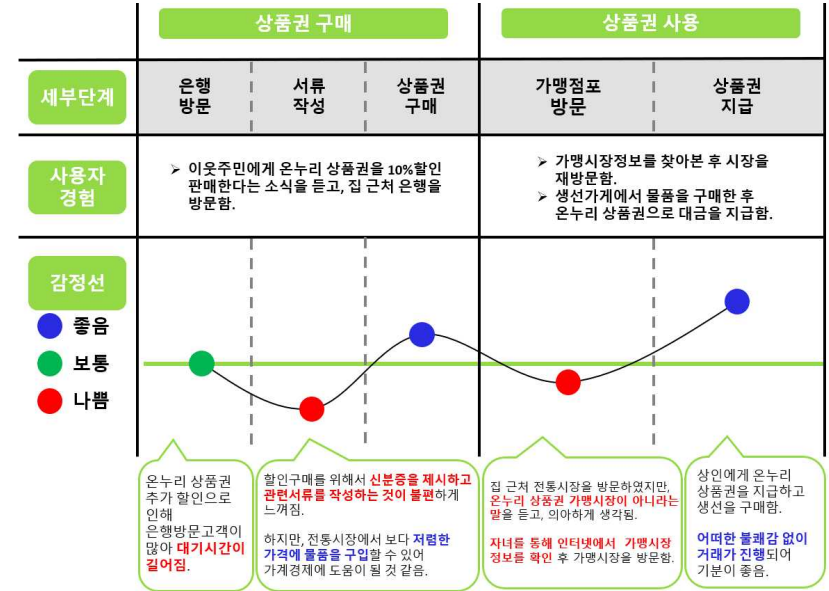 상품권 구매
상품권 사용
세부단계
은행
방문
서류
작성
상품권
구매
가맹점포
방문
상품권
지급
사용자
경험
➢ 이웃주민에게 온누리 상품권을 10%할인
판매한다는 소식을 듣고, 집 근처 은행을
방문함.
➢ 가맹시장정보를 찾아본 후 시장을
재방문함.
➢ 생선가게에서 물품을 구매한 후
온누리 상품권으로 대금을 지급함.
감정선
좋음
보통
나쁨
온누리 상품권
추가 할인으로
인해
은행방문고객이
많아 대기시간이
길어짐.
할인구매를 위해서 신분증을 제시하고
관련서류를 작성하는 것이 불편하게
느껴짐.
하지만, 전통시장에서 보다 저렴한
가격에 물품을 구입할 수 있어
가계경제에 도움이 될 것 같음.
집 근처 전통시장을 방문하였지만,
온누리 상품권 가맹시장이 아니라는
말을 듣고, 의아하게 생각됨.
자녀를 통해 인터넷에서 가맹시장
정보를 확인 후 가맹시장을 방문함.
상인에게 온누리
상품권을 지급하고
생선을 구매함.
어떠한 불쾌감 없이
거래가 진행되어
기분이 좋음.